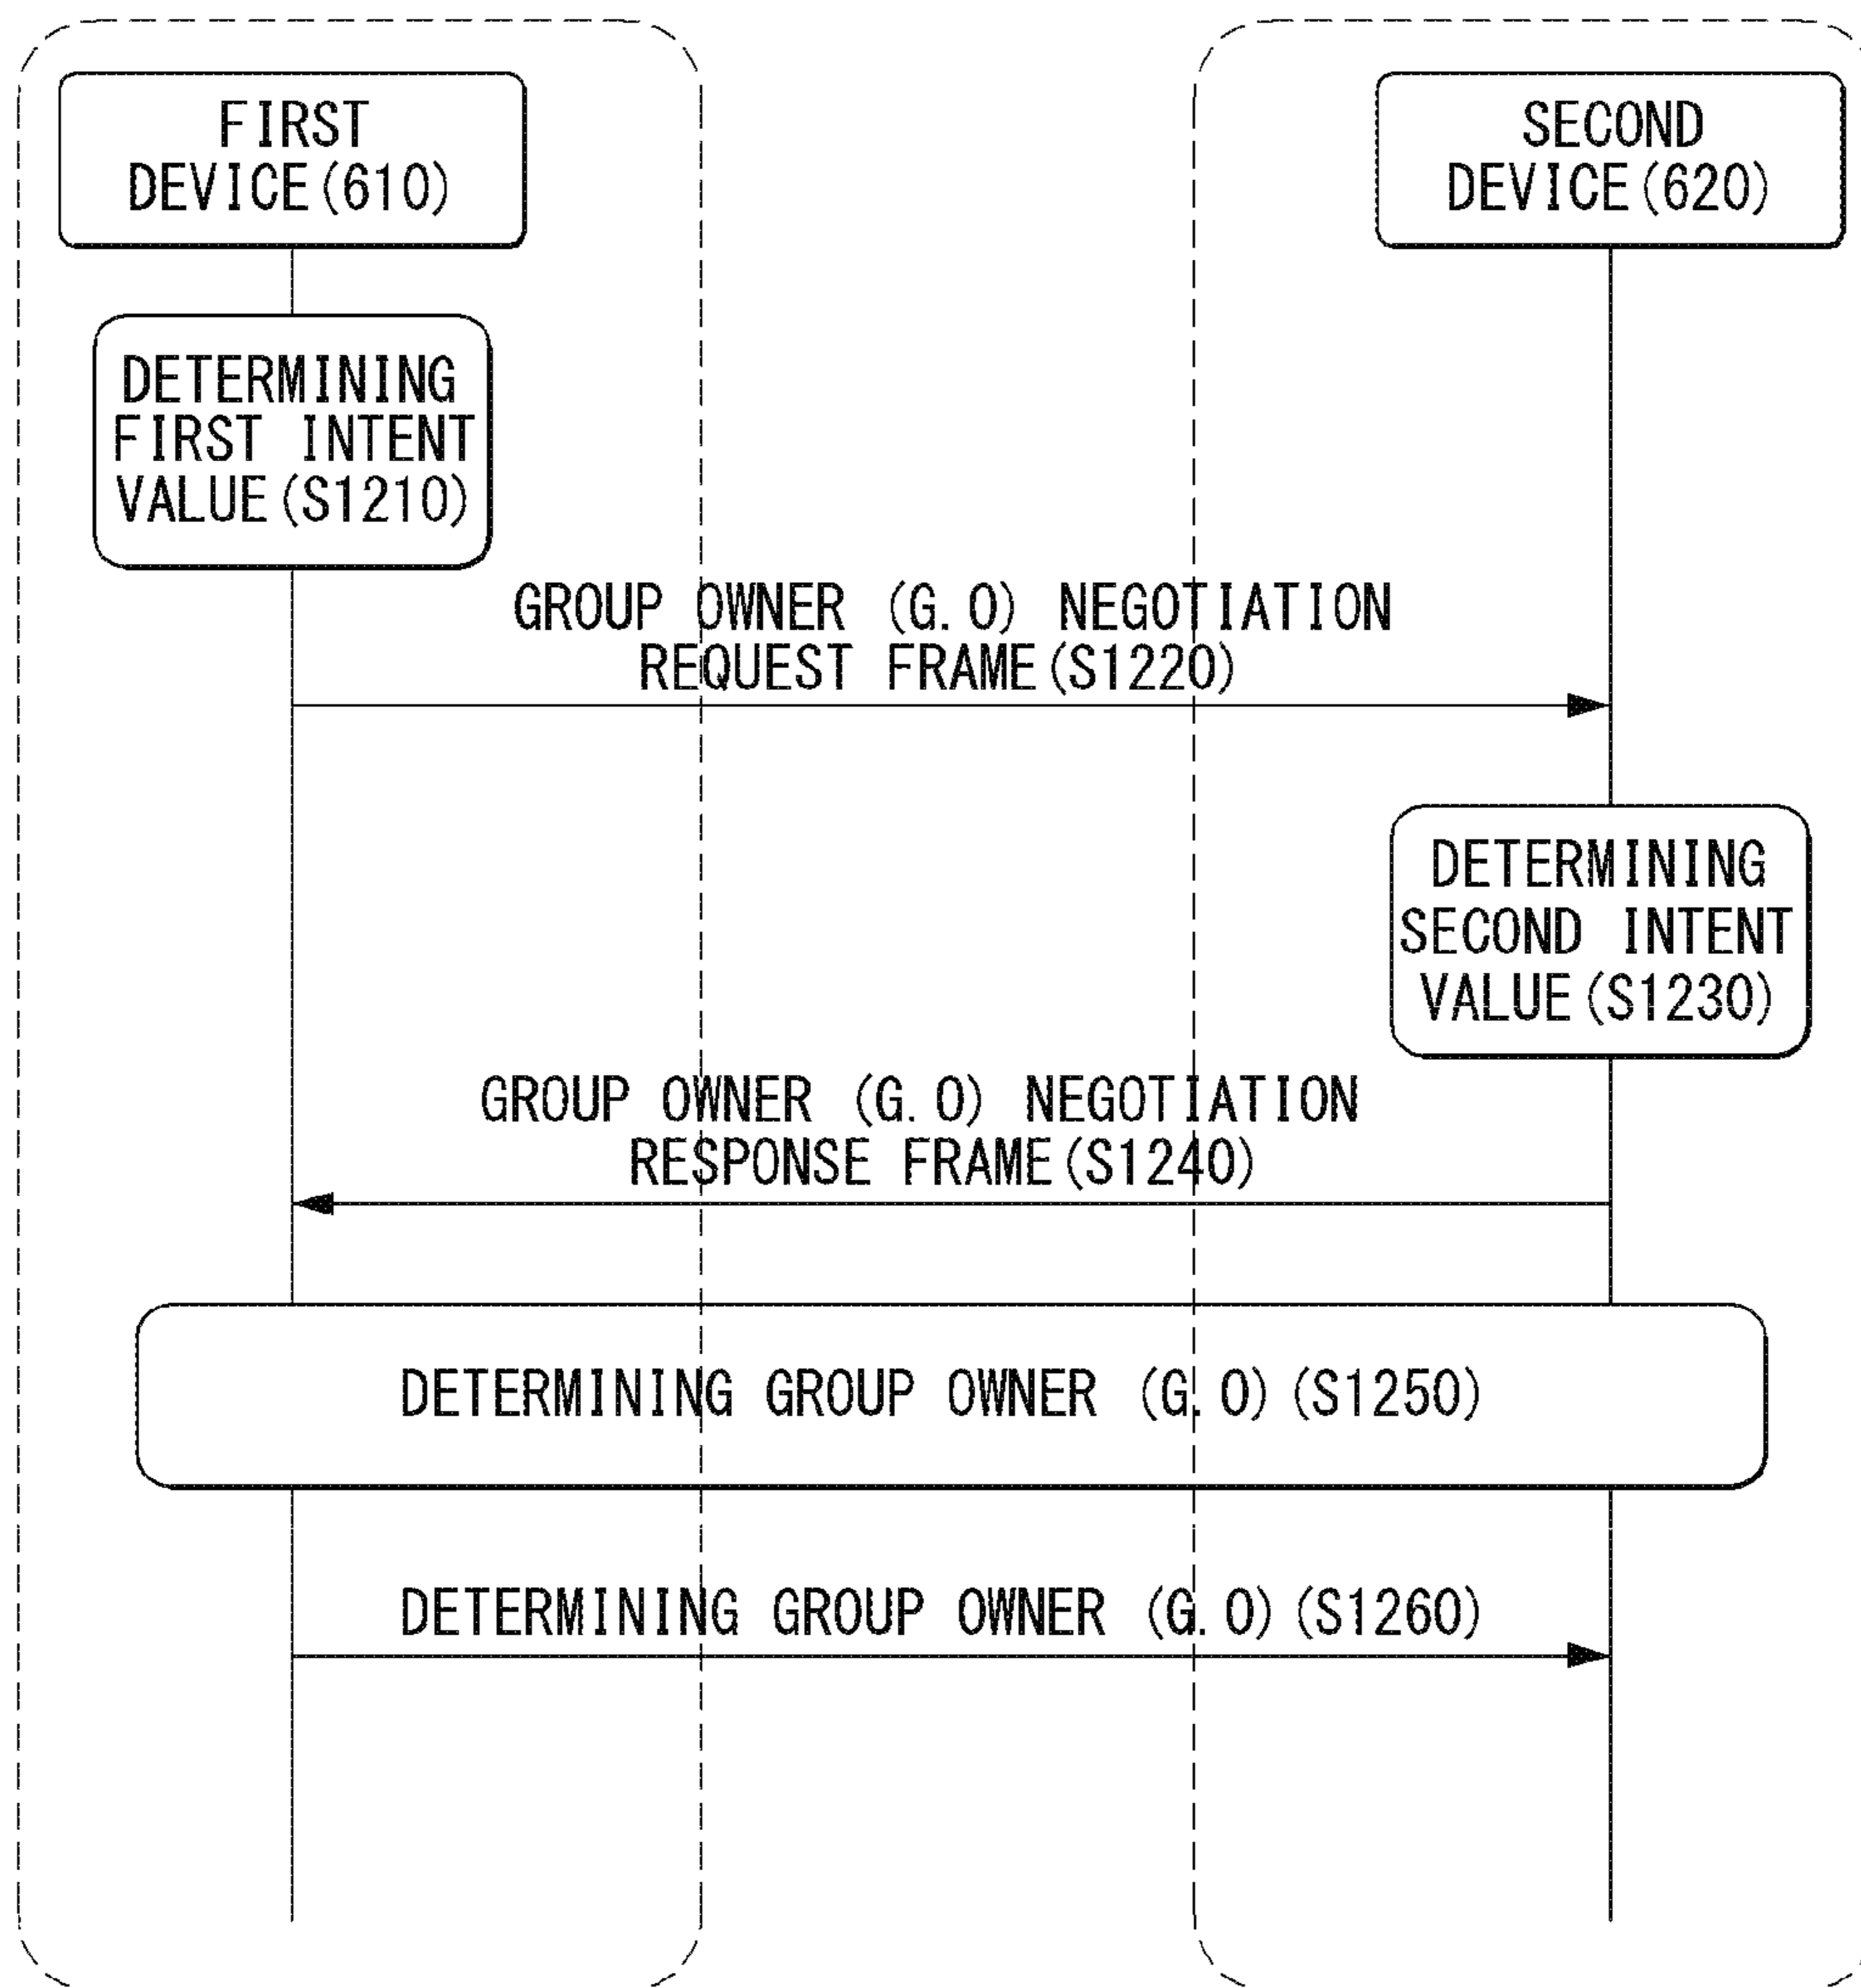 FIRST
DEVICE(610)
SECOND
DEVICE(620)
DETERMINING
FIRST INTENT
VALUE(S1210)
GROUP OWNER (G.O) NEGOTIATION
REQUEST FRAME(S1220)
DETERMINING
SECOND INTENT
VALUE(S1230)
GROUP OWNER (G.O) NEGOTIATION
RESPONSE FRAME(S1240)
DETERMINING GROUP OWNER (G.O)(S1250)
DETERMINING GROUP OWNER (G.O)(S1260)